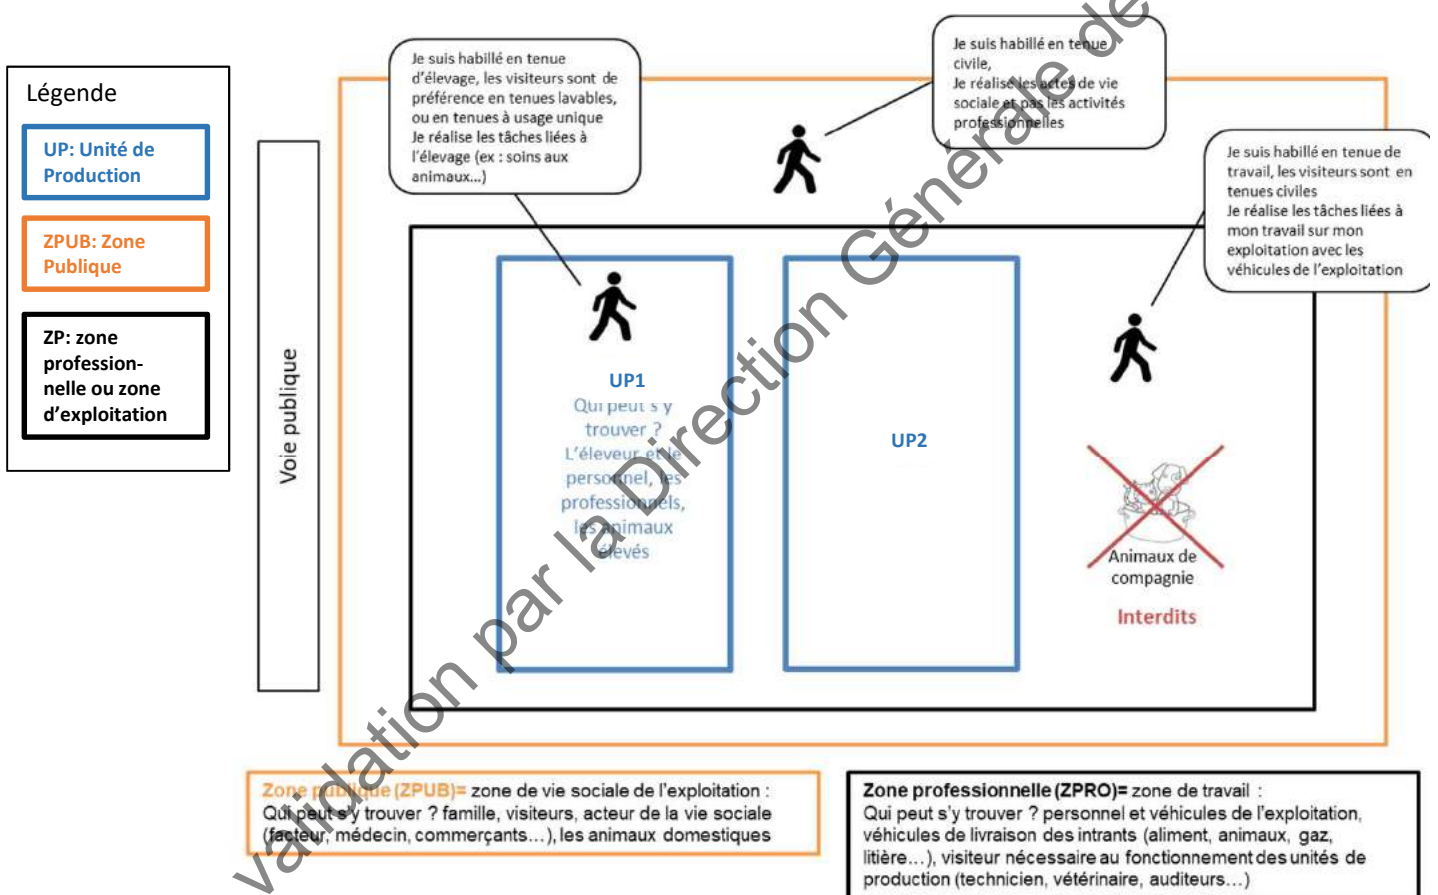 Légende
UP: Unité de
Production
ZPUB: Zone
Publique
ZP: zone
profession-
nelle ou zone
d'exploitation
Voie publique
Je suis habillé en tenue
d'élevage, les visiteurs sont de
préférence en tenues lavables,
ou en tenues à usage unique
Je réalise les tâches liées à
l'élevage (ex : soins aux
animaux...)
Je suis habillé en tenue
civile,
Je réalise les actes de vie
sociale et pas les activités
professionnelles
Je suis habillé en tenue de
travail, les visiteurs sont en
tenues civiles
Je réalise les tâches liées à
mon travail sur mon
exploitation avec les
véhicules de l'exploitation
UP1
Qui peut s'y
trouver ?
L'éleveur et le
personnel, les
professionnels,
les animaux
élevés
UP2
Animaux de
compagnie
Interdits
Zone publique (ZPUB)= zone de vie sociale de l'exploitation :
Qui peut s'y trouver ? famille, visiteurs, acteur de la vie sociale
(facteur, médecin, commerçants...), les animaux domestiques
Zone professionnelle (ZPRO)= zone de travail :
Qui peut s'y trouver ? personnel et véhicules de l'exploitation,
véhicules de livraison des intrants (aliment, animaux, gaz,
litière...), visiteur nécessaire au fonctionnement des unités de
production (technicien, vétérinaire, auditeurs...)
validation par la Direction Générale de